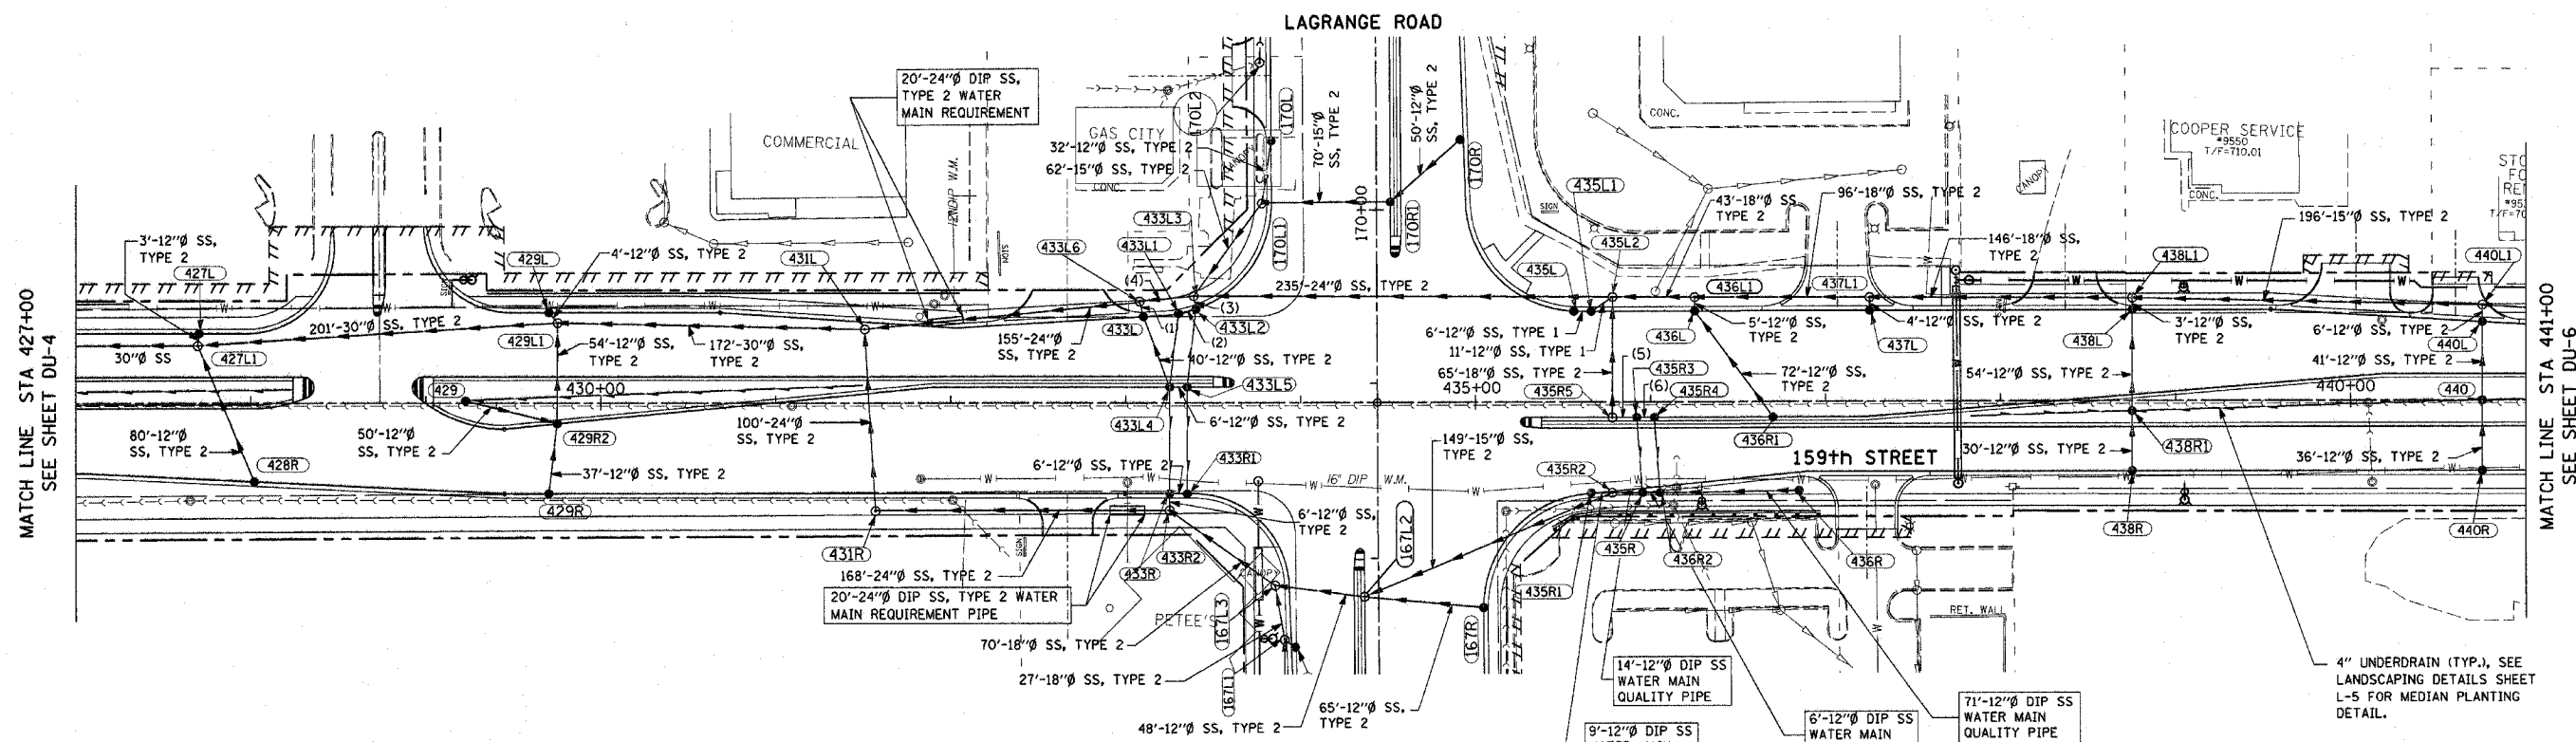 LAGRANGE ROAD
20'-24"Ø DIP SS,
TYPE 2 WATER
MAIN REQUIREMENT
COMMERCIAL
12INDIP W.M.
SIGN
GAS CITY
32'-12"Ø SS, TYPE 2
62'-15"Ø SS, TYPE 2
CONC.
CANOPY
170L2
170L
70'-15"Ø
SS, TYPE 2
50'-12"Ø
SS, TYPE 2
170R
170L1
170+00
170R1
CONC.
SIGN
435L1
43'-18"Ø SS,
TYPE 2
96'-18"Ø SS, TYPE 2
CANOPY
COOPER SERVICE
*9550
T/F=710.01
CONC.
196'-15"Ø SS, TYPE 2
146'-18"Ø SS,
TYPE 2
3'-12"Ø SS,
TYPE 2
427L
429L
4'-12"Ø SS, TYPE 2
431L
433L6
433L3
433L1
(4)
(3)
(1)
(2)
433L
433L2
235'-24"Ø SS, TYPE 2
435L
435L2
436L1
437L1
438L1
440L1
MATCH LINE STA 427+00
SEE SHEET DU-4
201'-30"Ø SS, TYPE 2
30"Ø SS
427L1
429L1
54'-12"Ø SS,
TYPE 2
172'-30"Ø SS,
TYPE 2
155'-24"Ø
SS, TYPE 2
40'-12"Ø SS, TYPE 2
6'-12"Ø SS, TYPE 1
11'-12"Ø SS, TYPE 1
65'-18"Ø SS,
TYPE 2
436L
5'-12"Ø SS,
TYPE 2
437L
4'-12"Ø SS,
TYPE 2
438L
3'-12"Ø SS,
TYPE 2
6'-12"Ø SS,
TYPE 2
440L
41'-12"Ø SS,
TYPE 2
429
430+00
433L5
435+00
(5)
435R3
(6)
435R4
435R5
72'-12"Ø SS,
TYPE 2
54'-12"Ø SS,
TYPE 2
440+00
440
80'-12"Ø
SS, TYPE 2
428R
50'-12"Ø
SS, TYPE 2
429R2
100'-24"Ø
SS, TYPE 2
433L4
6'-12"Ø SS, TYPE 2
436R1
438R1
MATCH LINE STA 441+00
SEE SHEET DU-6
37'-12"Ø SS, TYPE 2
6'-12"Ø SS, TYPE 2
433R1
149'-15"Ø SS,
TYPE 2
16" DIP W.M.
435R2
159th STREET
30'-12"Ø SS,
TYPE 2
36'-12"Ø SS,
TYPE 2
429R
431R
SIGN
433R
433R2
6'-12"Ø SS,
TYPE 2
167L2
435R1
435R
436R2
436R
438R
440R
168'-24"Ø SS, TYPE 2
20'-24"Ø DIP SS, TYPE 2 WATER
MAIN REQUIREMENT PIPE
PETEE'S
CANOPY
167L3
167R
RET. WALL
70'-18"Ø SS, TYPE 2
27'-18"Ø SS, TYPE 2
167L1
48'-12"Ø SS, TYPE 2
65'-12"Ø SS,
TYPE 2
14'-12"Ø DIP SS
WATER MAIN
QUALITY PIPE
9'-12"Ø DIP SS
6'-12"Ø DIP SS
WATER MAIN
71'-12"Ø DIP SS
WATER MAIN
QUALITY PIPE
4" UNDERDRAIN (TYP.), SEE
LANDSCAPING DETAILS SHEET
L-5 FOR MEDIAN PLANTING
DETAIL.